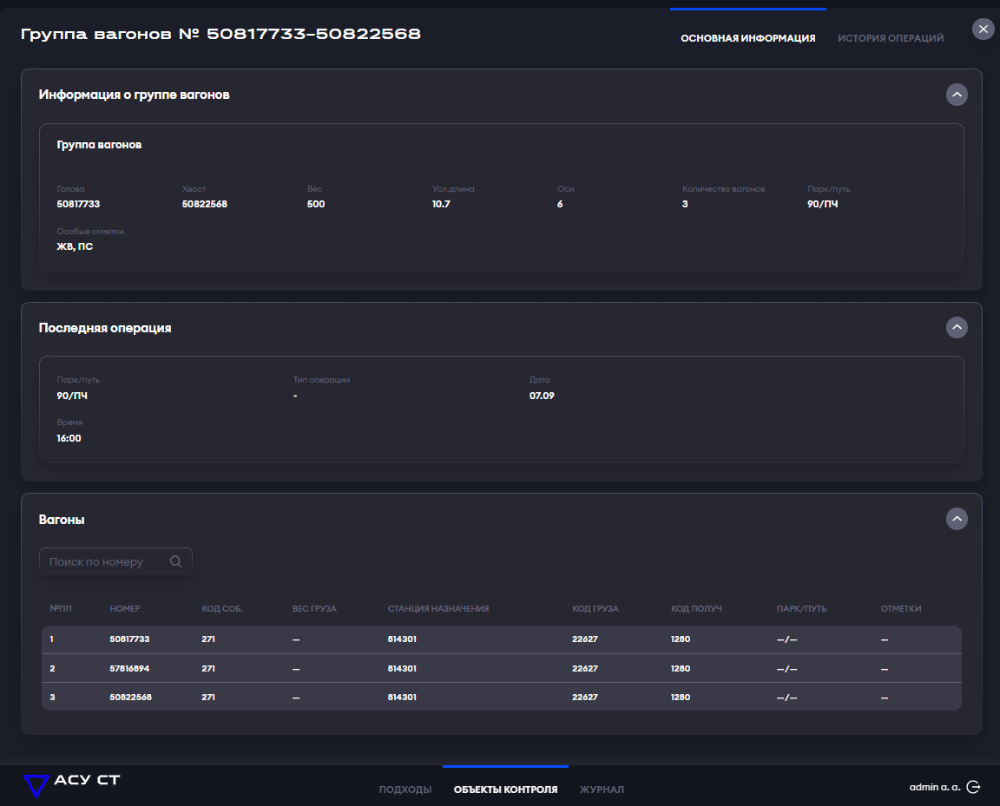 Группа вагонов № 50817733-50822568
ОСНОВНАЯ ИНФОРМАЦИЯ ИСТОРИЯ ОПЕРАЦИЙ
Информация о группе вагонов
Группа вагонов
Голова Хвост Вес Усл.длина Оси Количество вагонов Парк/путь
50817733 50822568 500 10.7 6 3 90/ПЧ
Особые отметки
ЖВ, ПС
Последняя операция
Парк/путь Тип операции Дата
90/ПЧ - 07.09
Время
16:00
Вагоны
Поиск по номеру
№ПП НОМЕР КОД СОБ. ВЕС ГРУЗА СТАНЦИЯ НАЗНАЧЕНИЯ КОД ГРУЗА КОД ПОЛУЧ ПАРК/ПУТЬ ОТМЕТКИ
1 50817733 271 — 814301 22627 1280 —/— —
2 57816894 271 — 814301 22627 1280 —/— —
3 50822568 271 — 814301 22627 1280 —/— —
АСУ СТ
ПОДХОДЫ ОБЪЕКТЫ КОНТРОЛЯ ЖУРНАЛ
admin a. a.